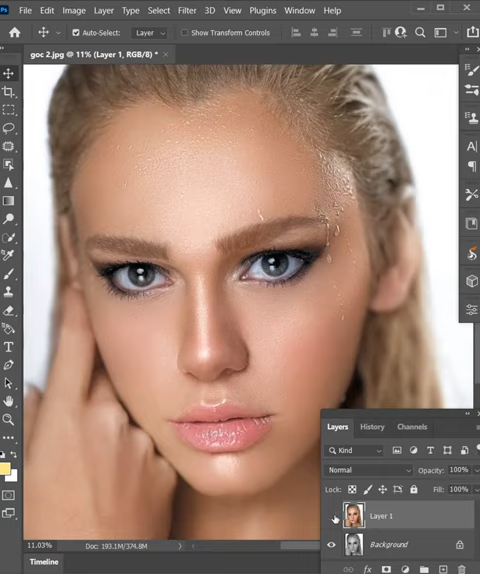 Ps File Edit Image Layer Type Select Filter 3D View Plugins Window Help
Auto-Select: Layer Show Transform Controls
goc 2.jpg @ 11% (Layer 1, RGB/8) *
Layers History Channels
Kind
Normal Opacity: 100%
Lock: Fill: 100%
Layer 1
Background
fx
11.03% Doc: 193.1M/374.8M
Timeline